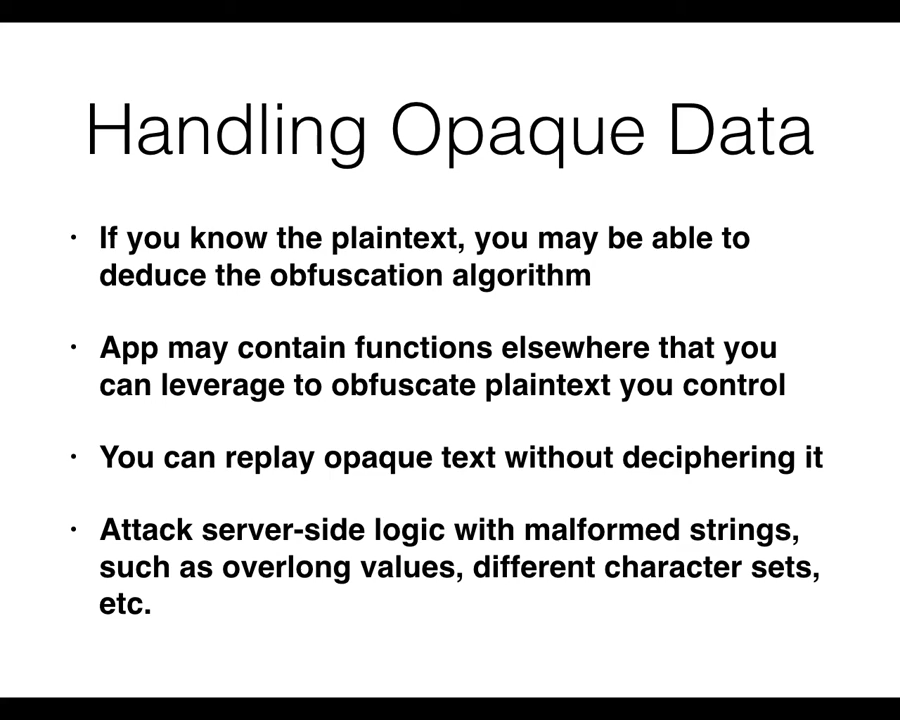 Handling Opaque Data
• If you know the plaintext, you may be able to
deduce the obfuscation algorithm
• App may contain functions elsewhere that you
can leverage to obfuscate plaintext you control
• You can replay opaque text without deciphering it
• Attack server-side logic with malformed strings,
such as overlong values, different character sets,
etc.